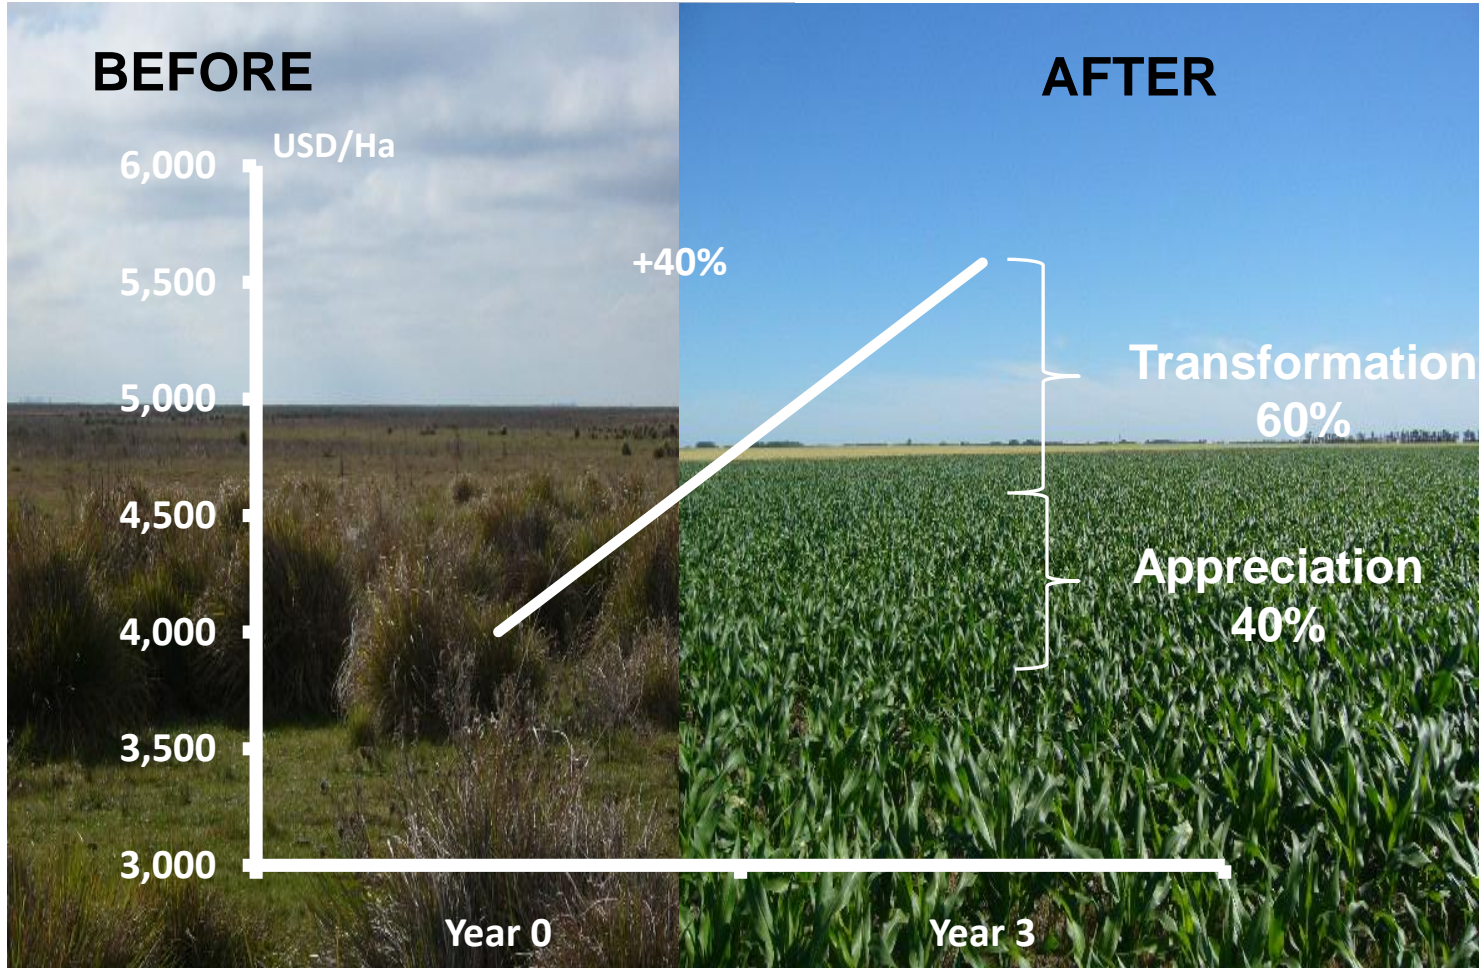 BEFORE
AFTER
USD/Ha
6,000
5,500
5,000
4,500
4,000
3,500
3,000
+40%
Transformation
60%
Appreciation
40%
Year 0
Year 3